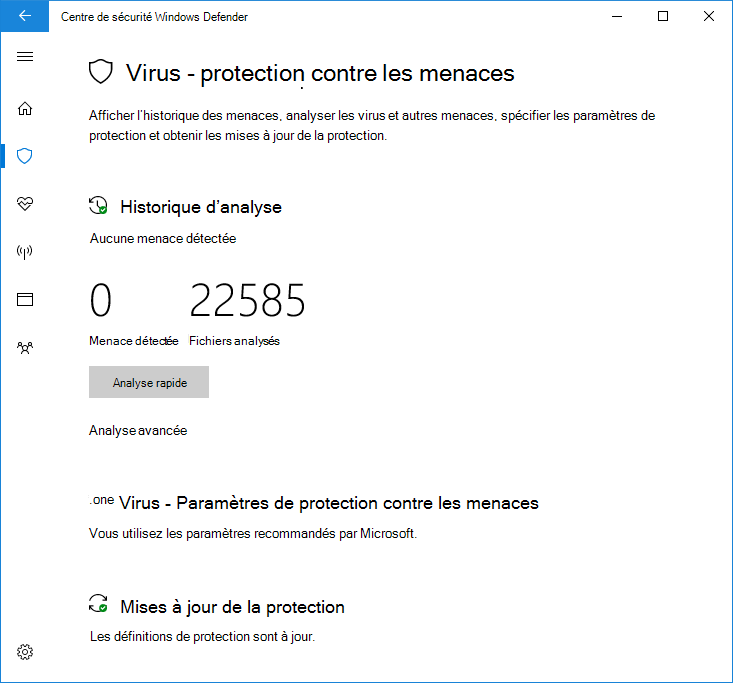 Centre de sécurité Windows Defender
Virus - protection contre les menaces
Afficher l'historique des menaces, analyser les virus et autres menaces, spécifier les paramètres de
protection et obtenir les mises à jour de la protection.
Historique d'analyse
Aucune menace détectée
0 22585
Menace détectée Fichiers analysés
Analyse rapide
Analyse avancée
.one Virus - Paramètres de protection contre les menaces
Vous utilisez les paramètres recommandés par Microsoft.
Mises à jour de la protection
Les définitions de protection sont à jour.